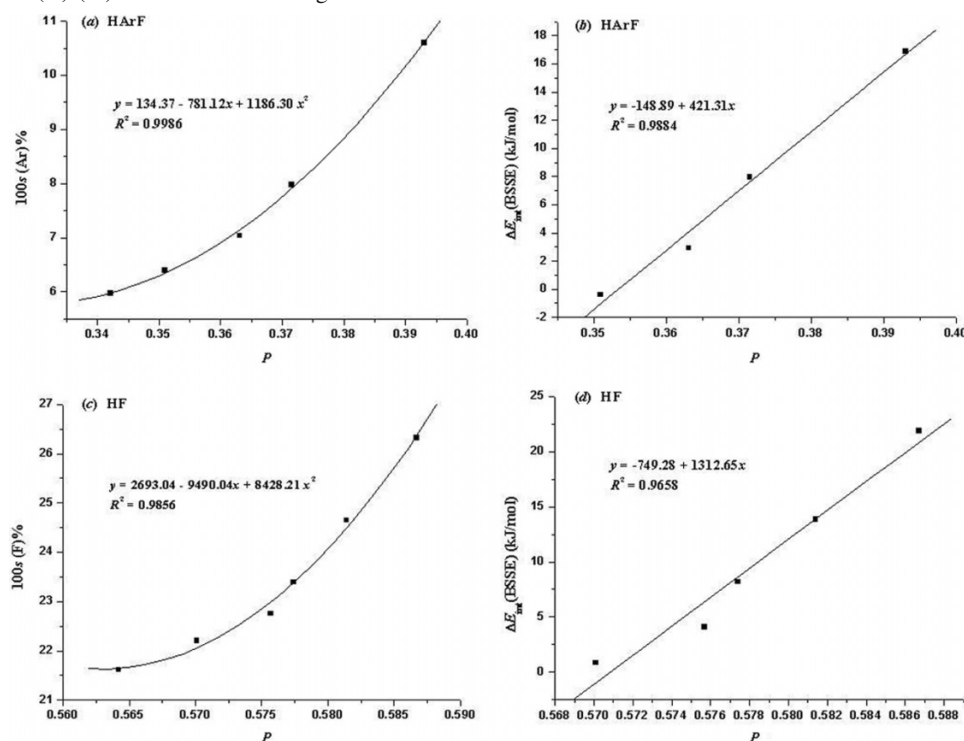 (a) HArF
y = 134.37 - 781.12x + 1186.30 x²
R² = 0.9986
100s (Ar)%
11
10
9
8
7
6
0.34 0.35 0.36 0.37 0.38 0.39 0.40
P
(b) HArF
y = -148.89 + 421.31x
R² = 0.9884
ΔE_int(BSSE) (kJ/mol)
18
16
14
12
10
8
6
4
2
0
-2
0.35 0.36 0.37 0.38 0.39 0.40
P
(c) HF
y = 2693.04 - 9490.04x + 8428.21 x²
R² = 0.9856
100s (F)%
27
26
25
24
23
22
21
0.560 0.565 0.570 0.575 0.580 0.585 0.590
P
(d) HF
y = -749.28 + 1312.65x
R² = 0.9658
ΔE_int(BSSE) (kJ/mol)
25
20
15
10
5
0
0.568 0.570 0.572 0.574 0.576 0.578 0.580 0.582 0.584 0.586 0.588
P